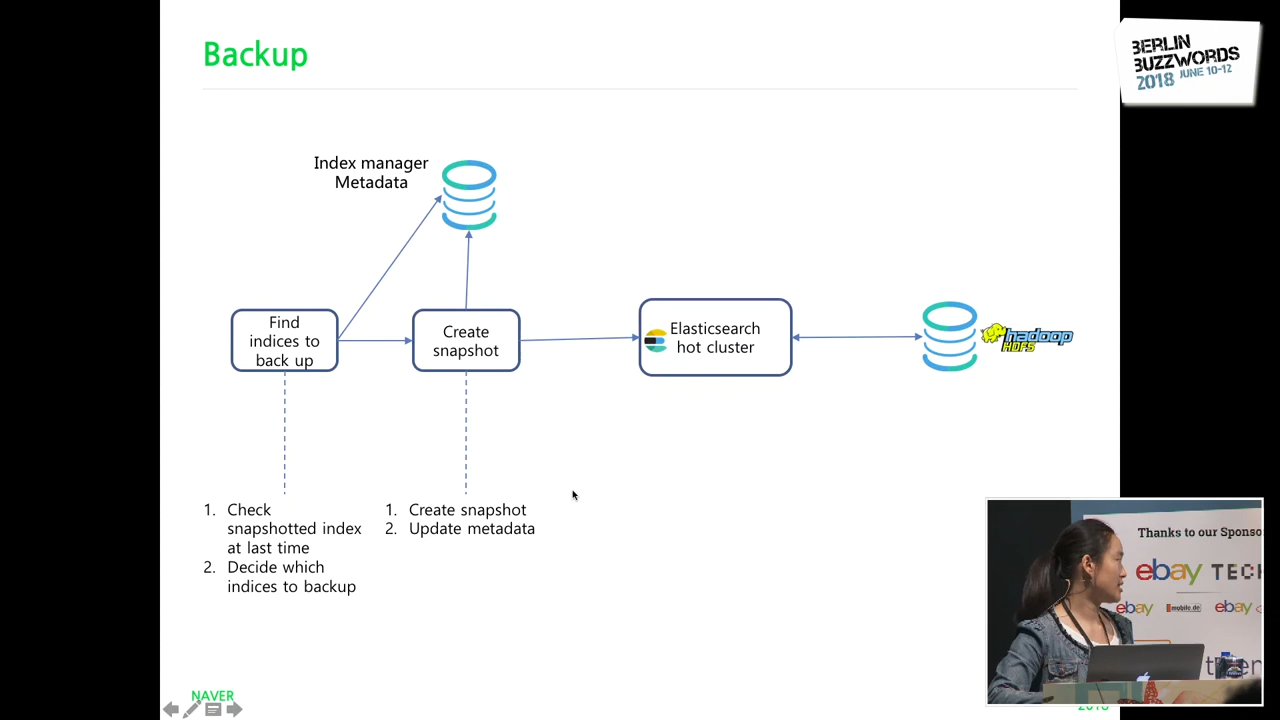 Backup
BERLIN
BUZZWORDS
2018 JUNE 10-12
Index manager
Metadata
Find
indices to
back up
Create
snapshot
Elasticsearch
hot cluster
hadoop
HDFS
1. Check
snapshotted index
at last time
2. Decide which
indices to backup
1. Create snapshot
2. Update metadata
Thanks to our Sponso
ebay TECH
ebay mobile.de ebay
NAVER
2018